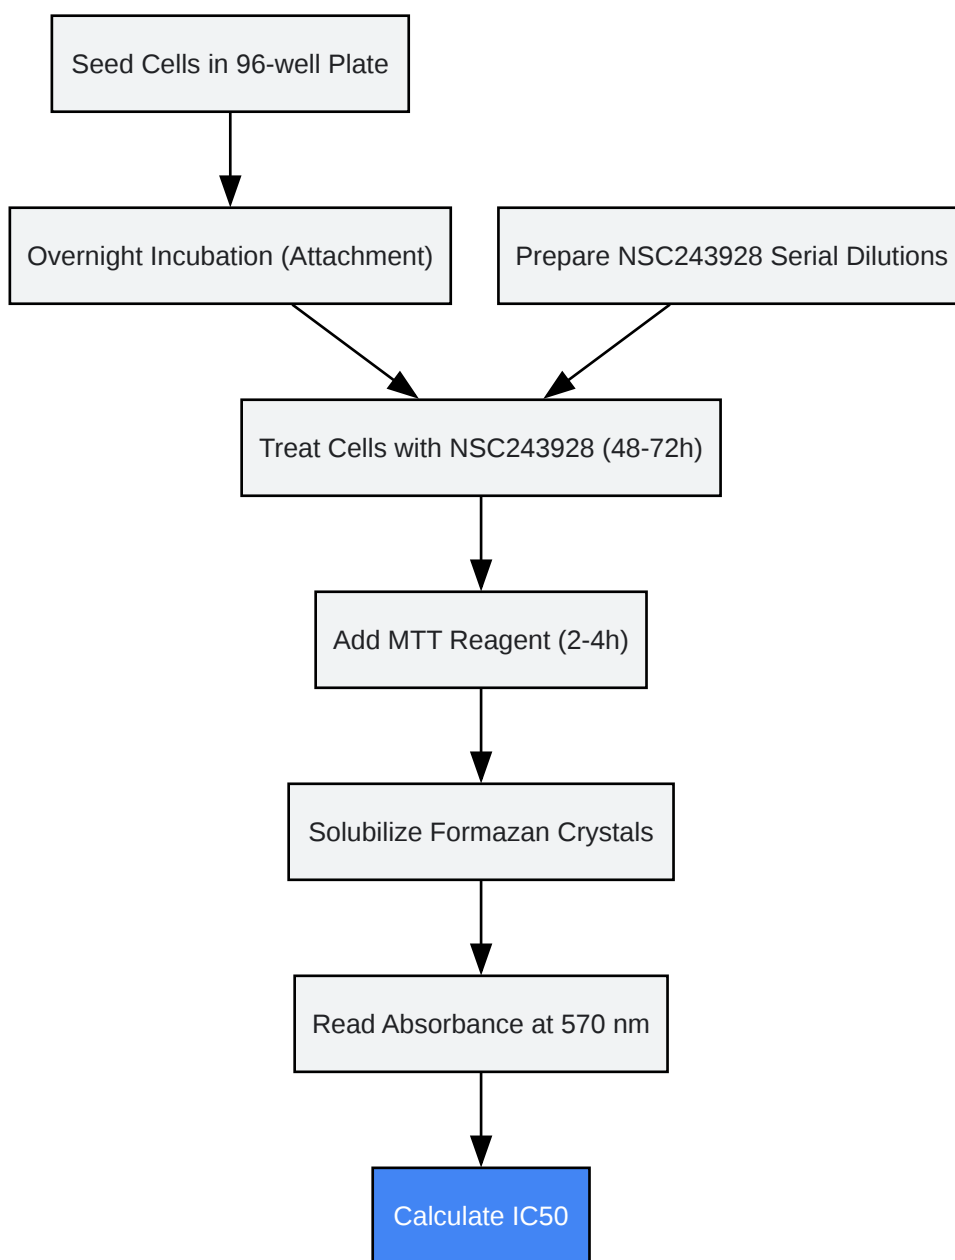 Seed Cells in 96-well Plate
Overnight Incubation (Attachment)
Prepare NSC243928 Serial Dilutions
Treat Cells with NSC243928 (48-72h)
Add MTT Reagent (2-4h)
Solubilize Formazan Crystals
Read Absorbance at 570 nm
Calculate IC50